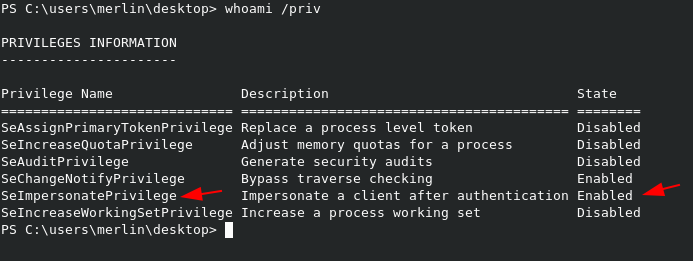 PS C:\users\merlin\desktop> whoami /priv
PRIVILEGES INFORMATION
----------------------
Privilege Name Description State
============================= ========================================= ========
SeAssignPrimaryTokenPrivilege Replace a process level token Disabled
SeIncreaseQuotaPrivilege Adjust memory quotas for a process Disabled
SeAuditPrivilege Generate security audits Disabled
SeChangeNotifyPrivilege Bypass traverse checking Enabled
SeImpersonatePrivilege Impersonate a client after authentication Enabled
SeIncreaseWorkingSetPrivilege Increase a process working set Disabled
PS C:\users\merlin\desktop>